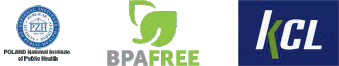 PZH
POLAND National Institute
of Public Health
BPAFREE
KCL